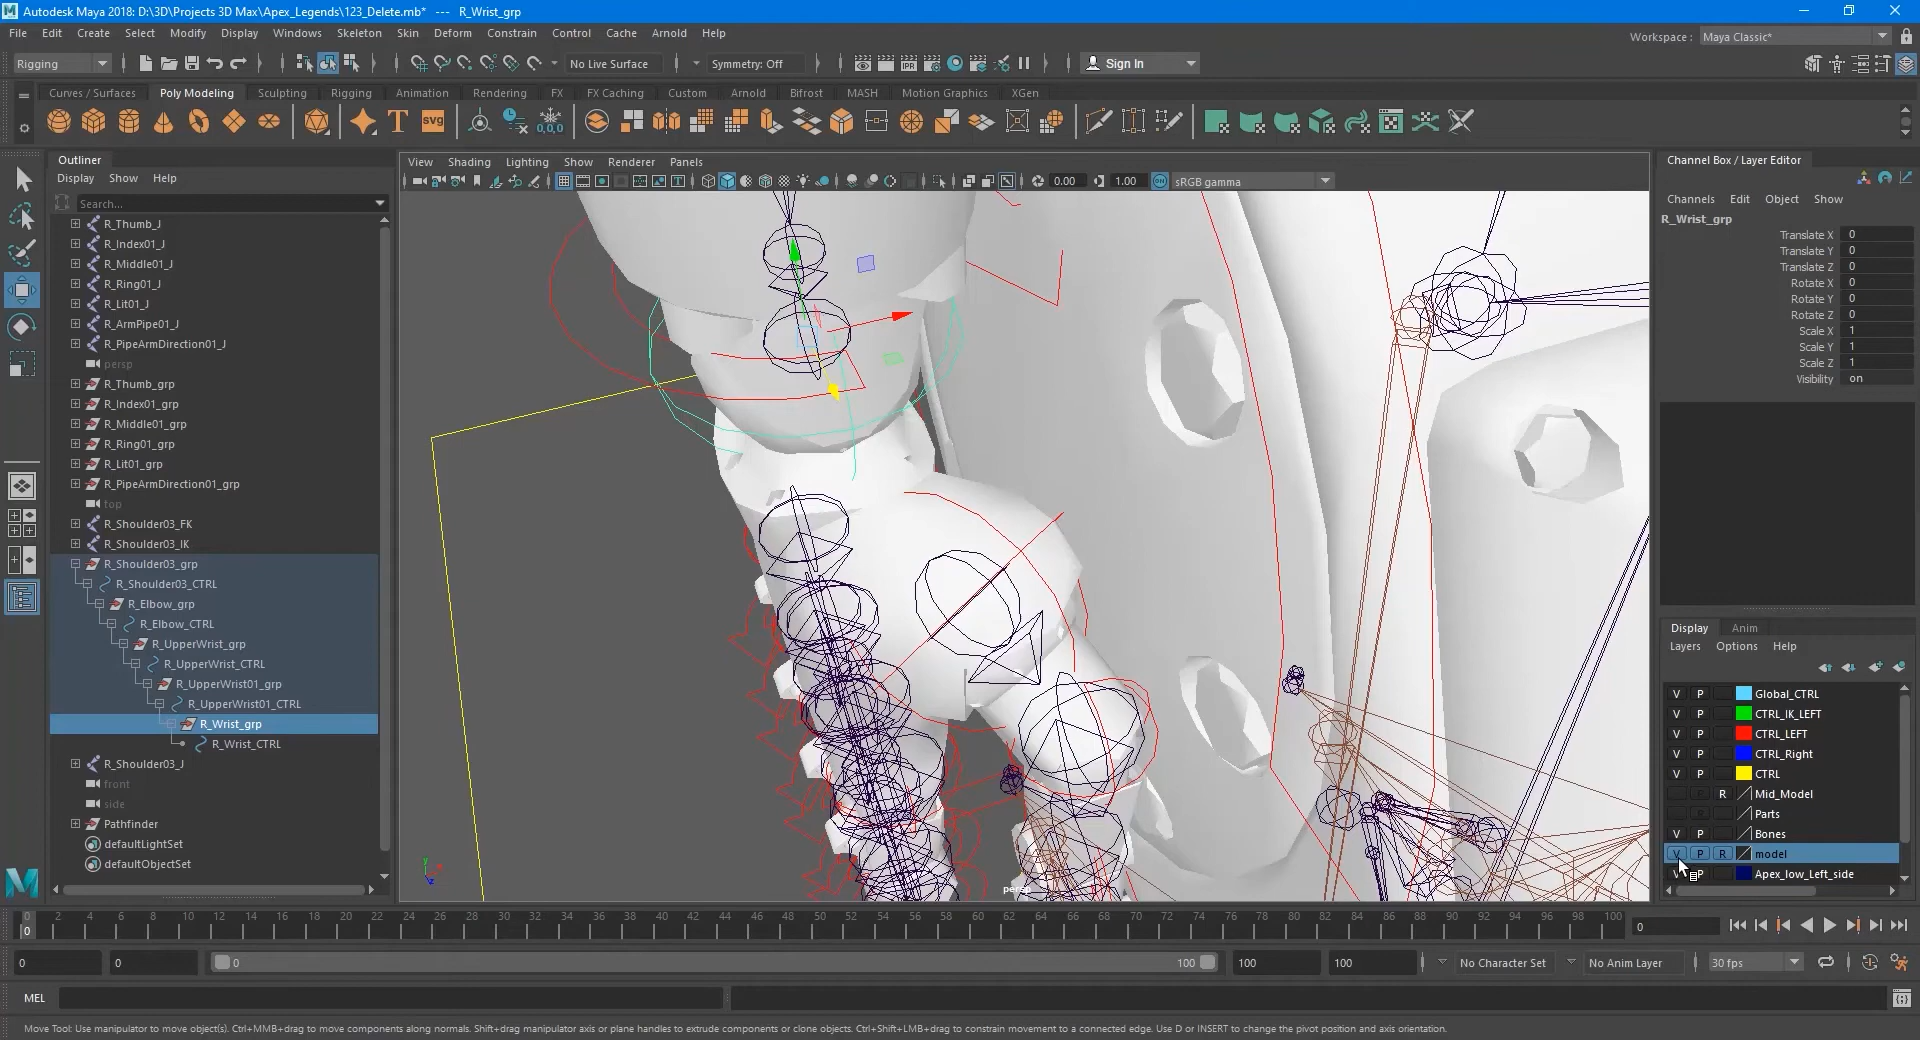 Autodesk Maya 2018: D:\3D\Projects 3D Max\Apex_Legends\123_Delete.mb* --- R_Wrist_grp
File Edit Create Select Modify Display Windows Skeleton Skin Deform Constrain Control Cache Arnold Help
Workspace : Maya Classic*
Rigging No Live Surface Symmetry: Off Sign In
Curves / Surfaces Poly Modeling Sculpting Rigging Animation Rendering FX FX Caching Custom Arnold Bifrost MASH Motion Graphics XGen
T SVG 0,0,0
Outliner
Display Show Help
Search...
R_Thumb_J
R_Index01_J
R_Middle01_J
R_Ring01_J
R_Lit01_J
R_ArmPipe01_J
R_PipeArmDirection01_J
persp
R_Thumb_grp
R_Index01_grp
R_Middle01_grp
R_Ring01_grp
R_Lit01_grp
R_PipeArmDirection01_grp
top
R_Shoulder03_FK
R_Shoulder03_IK
R_Shoulder03_grp
R_Shoulder03_CTRL
R_Elbow_grp
R_Elbow_CTRL
R_UpperWrist_grp
R_UpperWrist_CTRL
R_UpperWrist01_grp
R_UpperWrist01_CTRL
R_Wrist_grp
R_Wrist_CTRL
R_Shoulder03_J
front
side
Pathfinder
defaultLightSet
defaultObjectSet
View Shading Lighting Show Renderer Panels
0.00 1.00 sRGB gamma
persp
Channel Box / Layer Editor
Channels Edit Object Show
R_Wrist_grp
Translate X 0
Translate Y 0
Translate Z 0
Rotate X 0
Rotate Y 0
Rotate Z 0
Scale X 1
Scale Y 1
Scale Z 1
Visibility on
Display Anim
Layers Options Help
V P Global_CTRL
V P CTRL_IK_LEFT
V P CTRL_LEFT
V P CTRL_Right
V P CTRL
R Mid_Model
Parts
V P Bones
V P R model
V P Apex_low_Left_side
0 2 4 6 8 10 12 14 16 18 20 22 24 26 28 30 32 34 36 38 40 42 44 46 48 50 52 54 56 58 60 62 64 66 68 70 72 74 76 78 80 82 84 86 88 90 92 94 96 98 100
0 0
0 0 0 100 100 100 No Character Set No Anim Layer 30 fps
MEL
Move Tool: Use manipulator to move object(s). Ctrl+MMB+drag to move components along normals. Shift+drag manipulator axis or plane handles to extrude components or clone objects. Ctrl+Shift+LMB+drag to constrain movement to a connected edge. Use D or INSERT to change the pivot position and axis orientation.